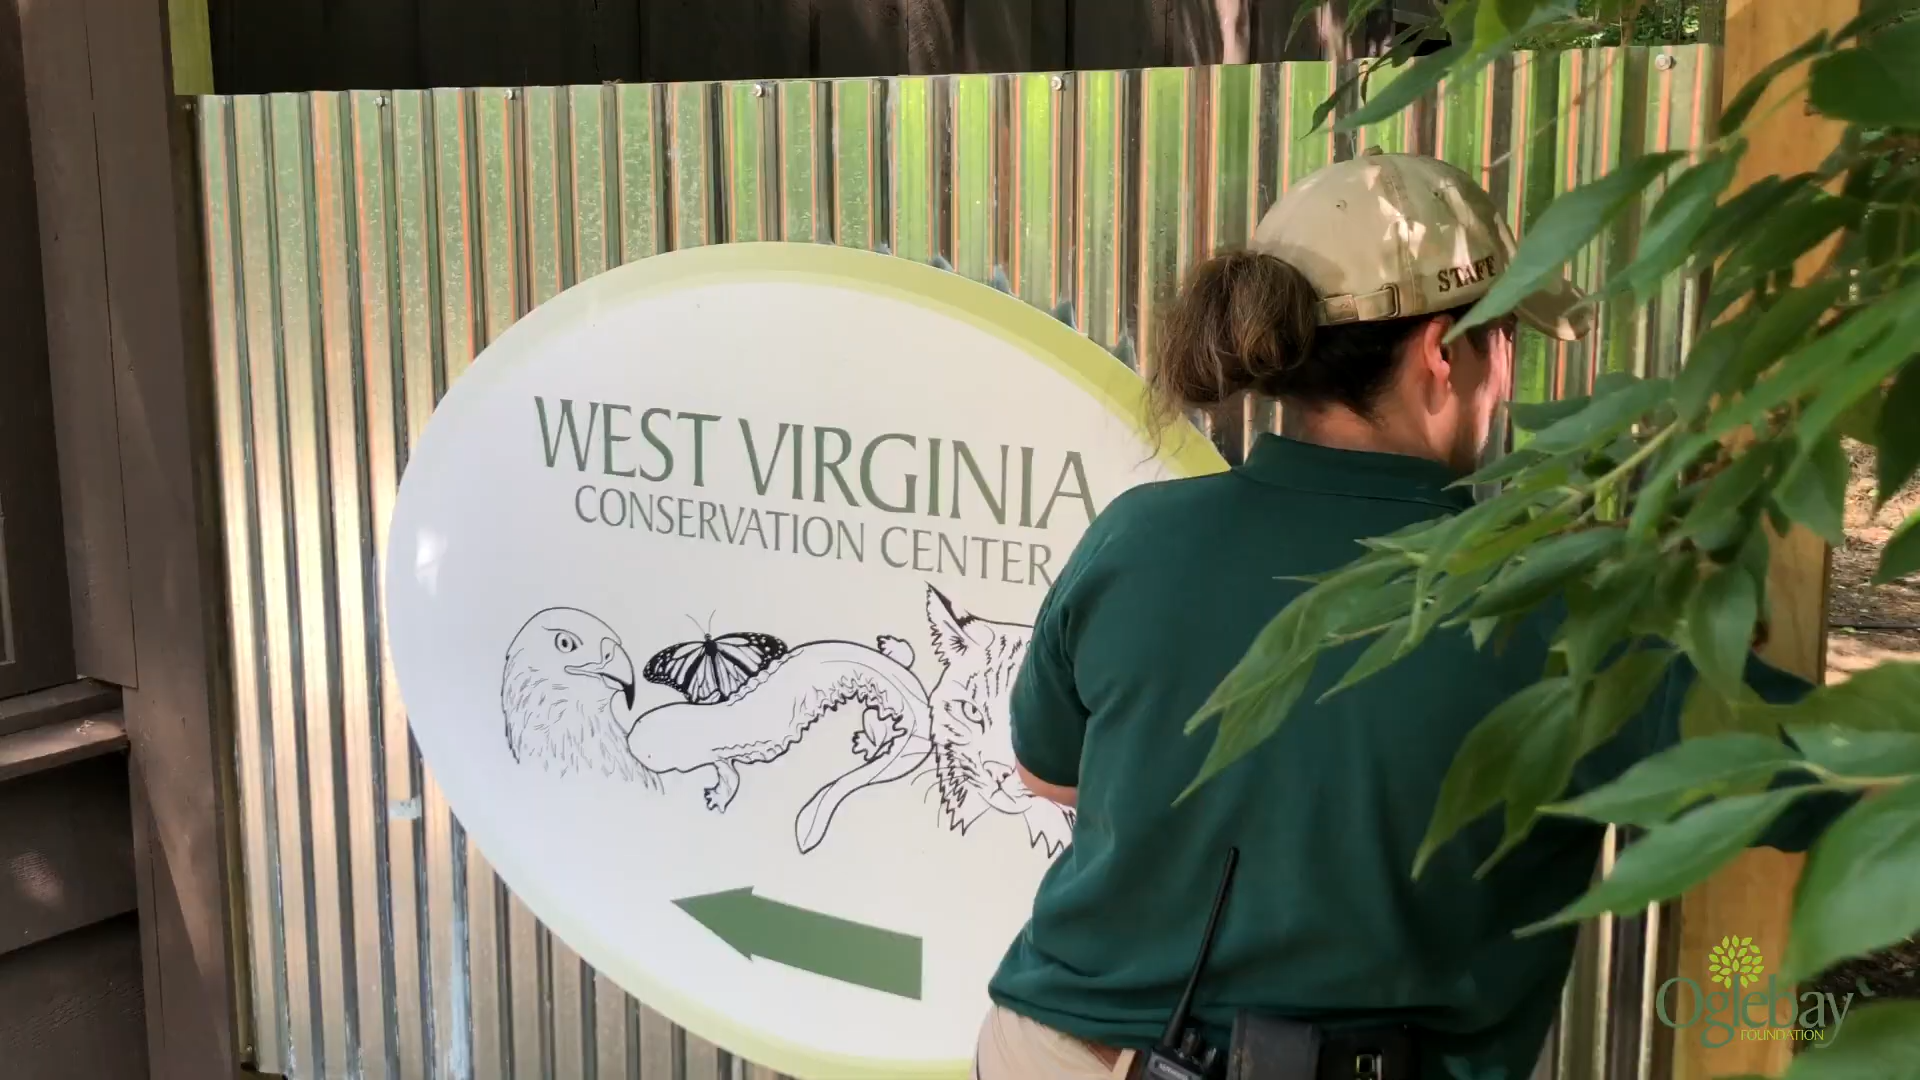 STAFF
WEST VIRGINIA
CONSERVATION CENTER
Oglebay
FOUNDATION